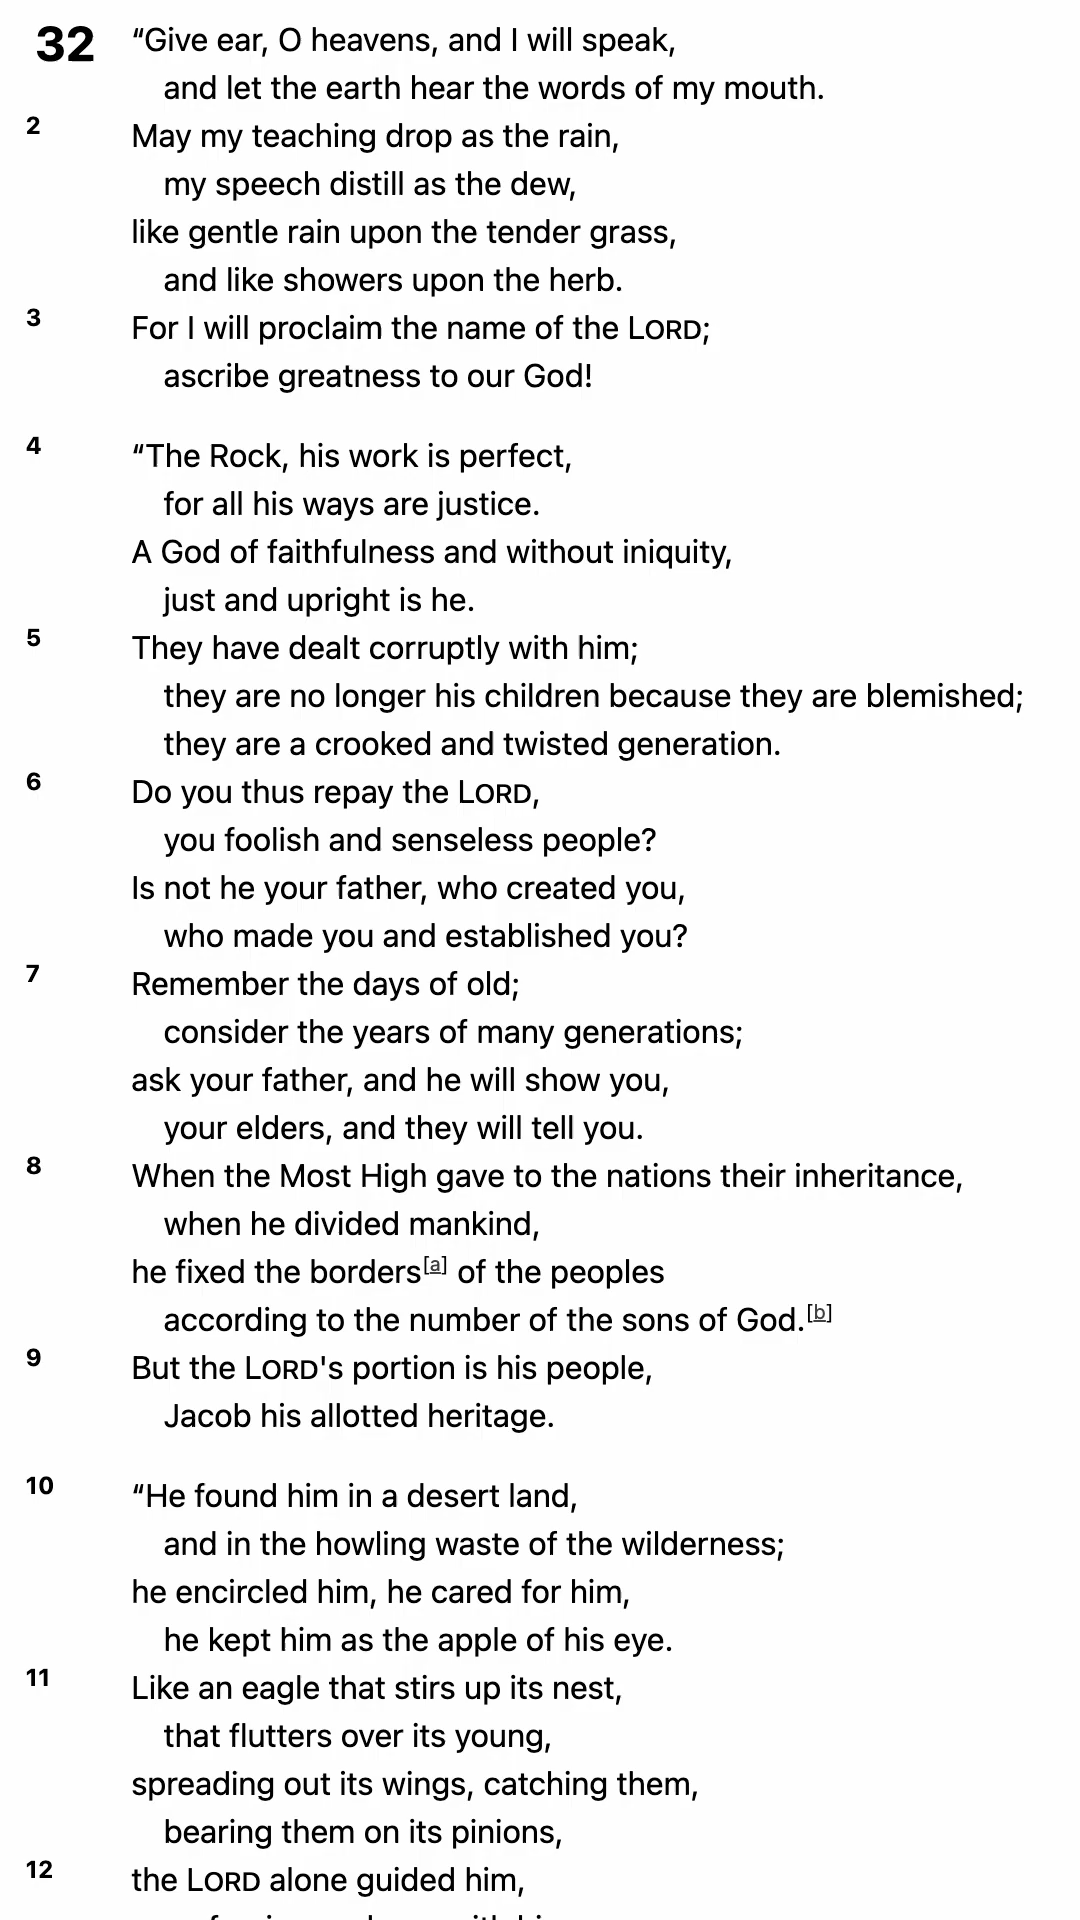 32 “Give ear, O heavens, and I will speak,
and let the earth hear the words of my mouth.
2 May my teaching drop as the rain,
my speech distill as the dew,
like gentle rain upon the tender grass,
and like showers upon the herb.
3 For I will proclaim the name of the LORD;
ascribe greatness to our God!
4 “The Rock, his work is perfect,
for all his ways are justice.
A God of faithfulness and without iniquity,
just and upright is he.
5 They have dealt corruptly with him;
they are no longer his children because they are blemished;
they are a crooked and twisted generation.
6 Do you thus repay the LORD,
you foolish and senseless people?
Is not he your father, who created you,
who made you and established you?
7 Remember the days of old;
consider the years of many generations;
ask your father, and he will show you,
your elders, and they will tell you.
8 When the Most High gave to the nations their inheritance,
when he divided mankind,
he fixed the borders[a] of the peoples
according to the number of the sons of God.[b]
9 But the LORD's portion is his people,
Jacob his allotted heritage.
10 “He found him in a desert land,
and in the howling waste of the wilderness;
he encircled him, he cared for him,
he kept him as the apple of his eye.
11 Like an eagle that stirs up its nest,
that flutters over its young,
spreading out its wings, catching them,
bearing them on its pinions,
12 the LORD alone guided him,